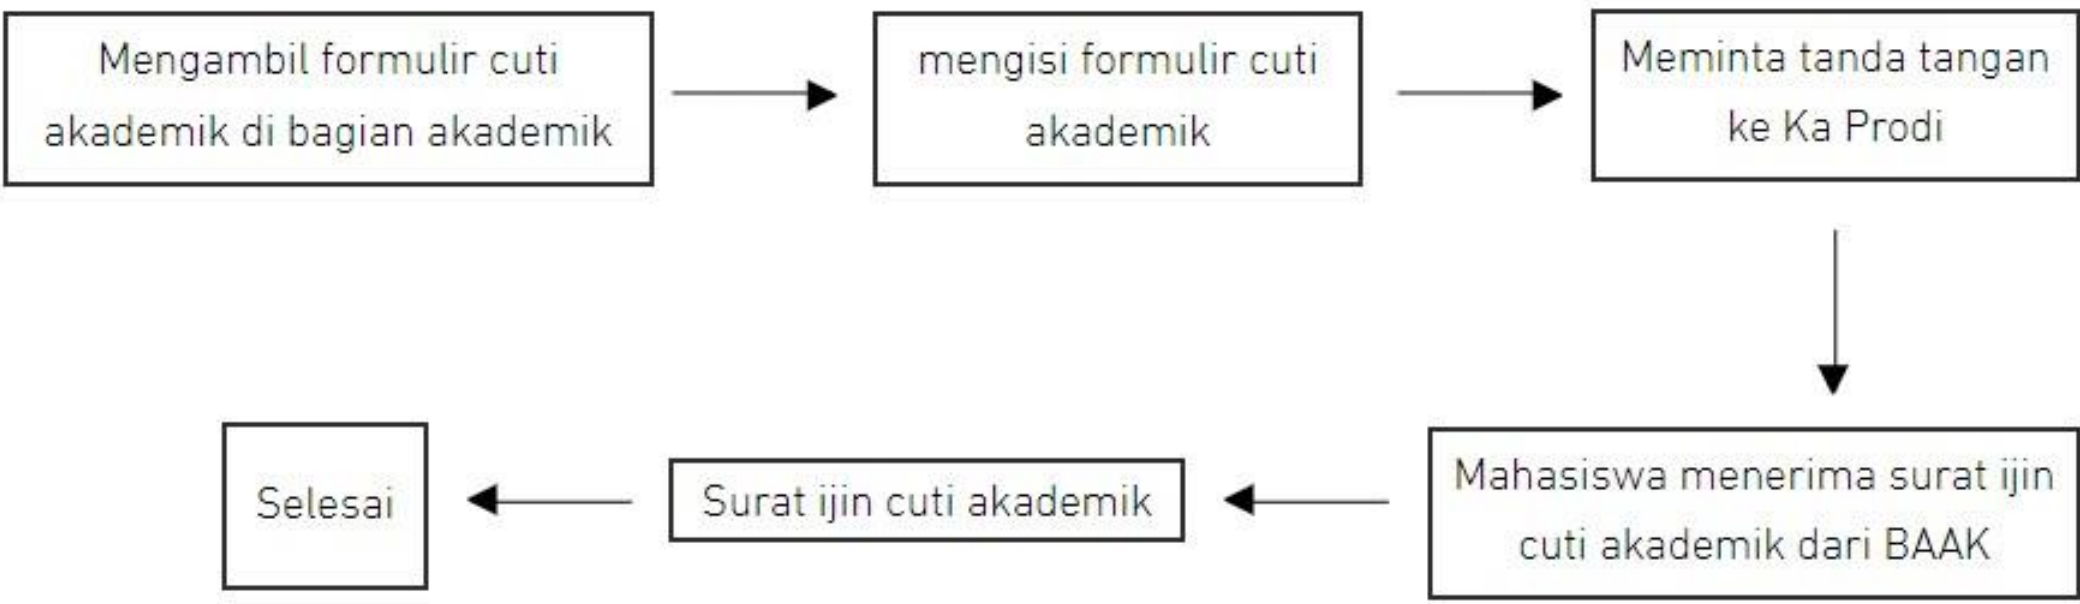 Mengambil formulir cuti
akademik di bagian akademik
mengisi formulir cuti
akademik
Meminta tanda tangan
ke Ka Prodi
Mahasiswa menerima surat ijin
cuti akademik dari BAAK
Surat ijin cuti akademik
Selesai